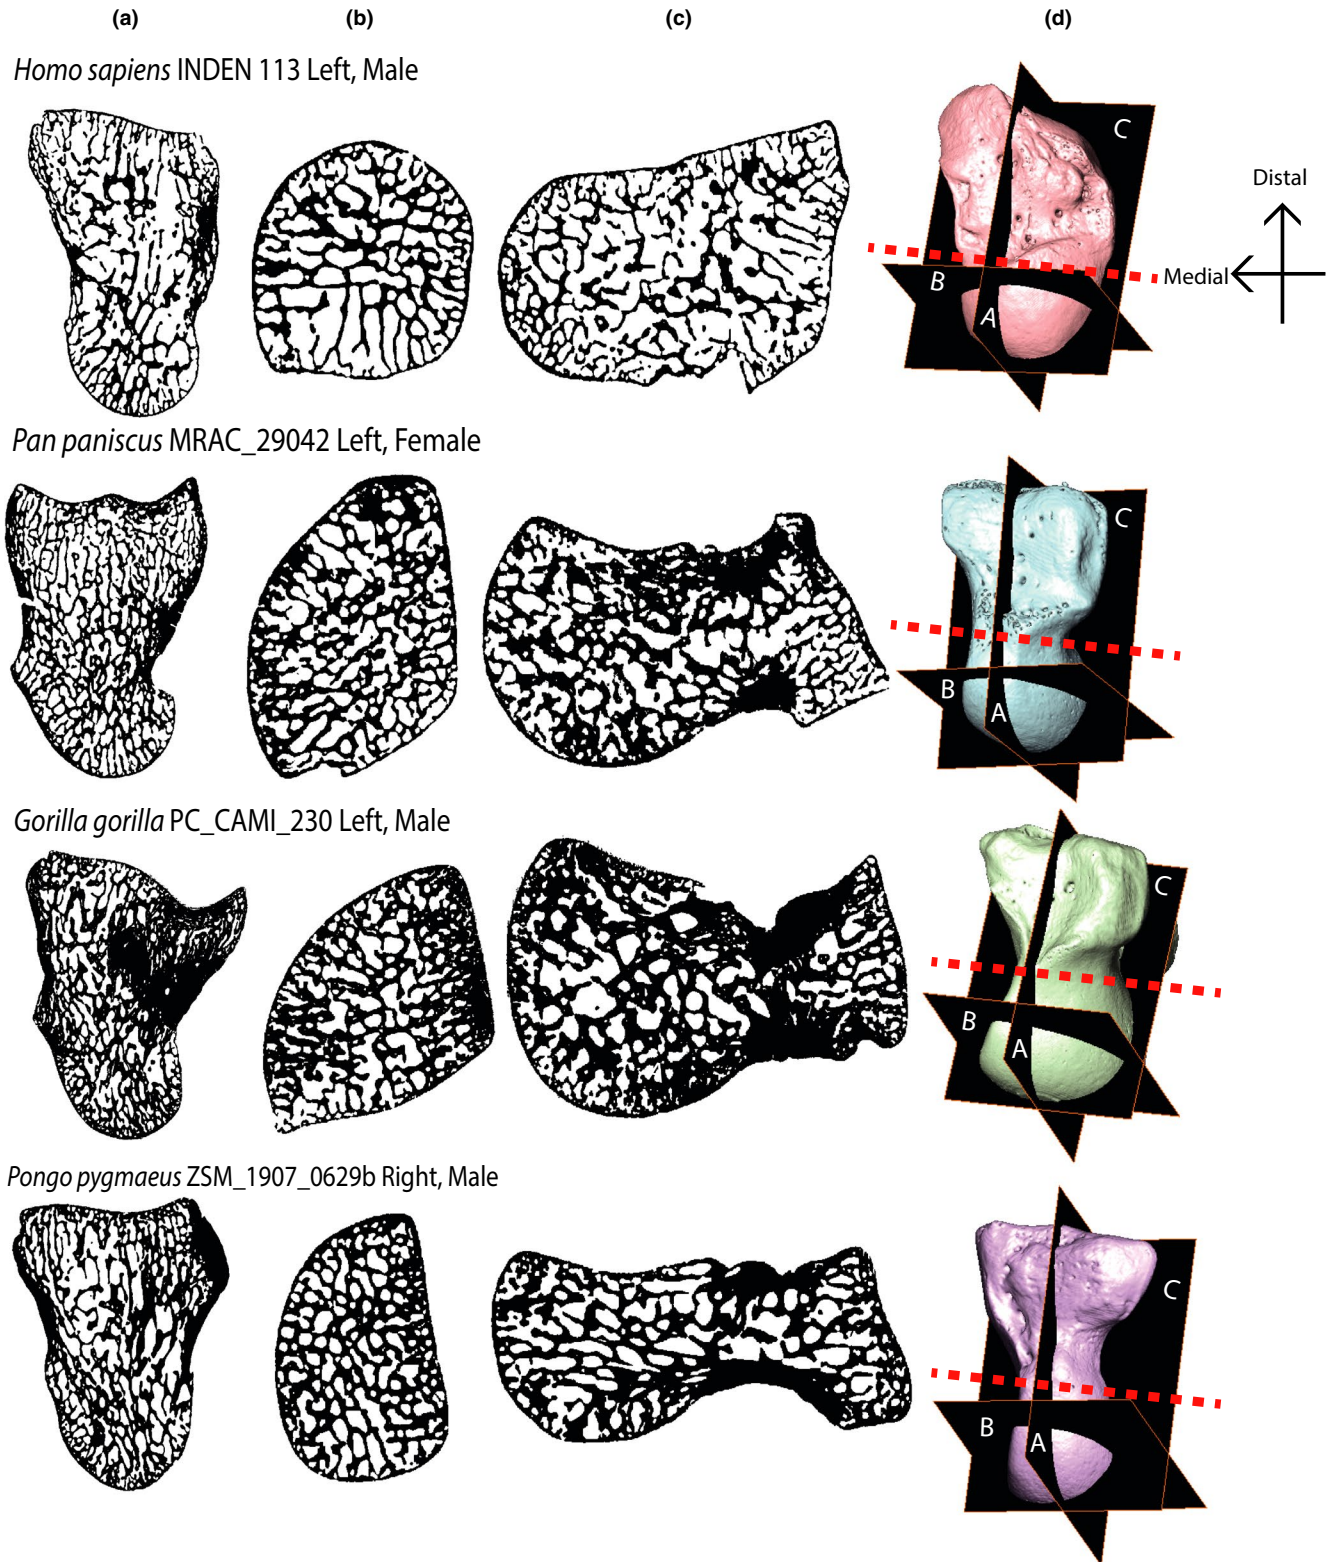 (a) (b) (c) (d)
Homo sapiens INDEN 113 Left, Male
C
Distal
Medial
B
A
Pan paniscus MRAC_29042 Left, Female
C
B
A
Gorilla gorilla PC_CAMI_230 Left, Male
C
B
A
Pongo pygmaeus ZSM_1907_0629b Right, Male
C
B
A